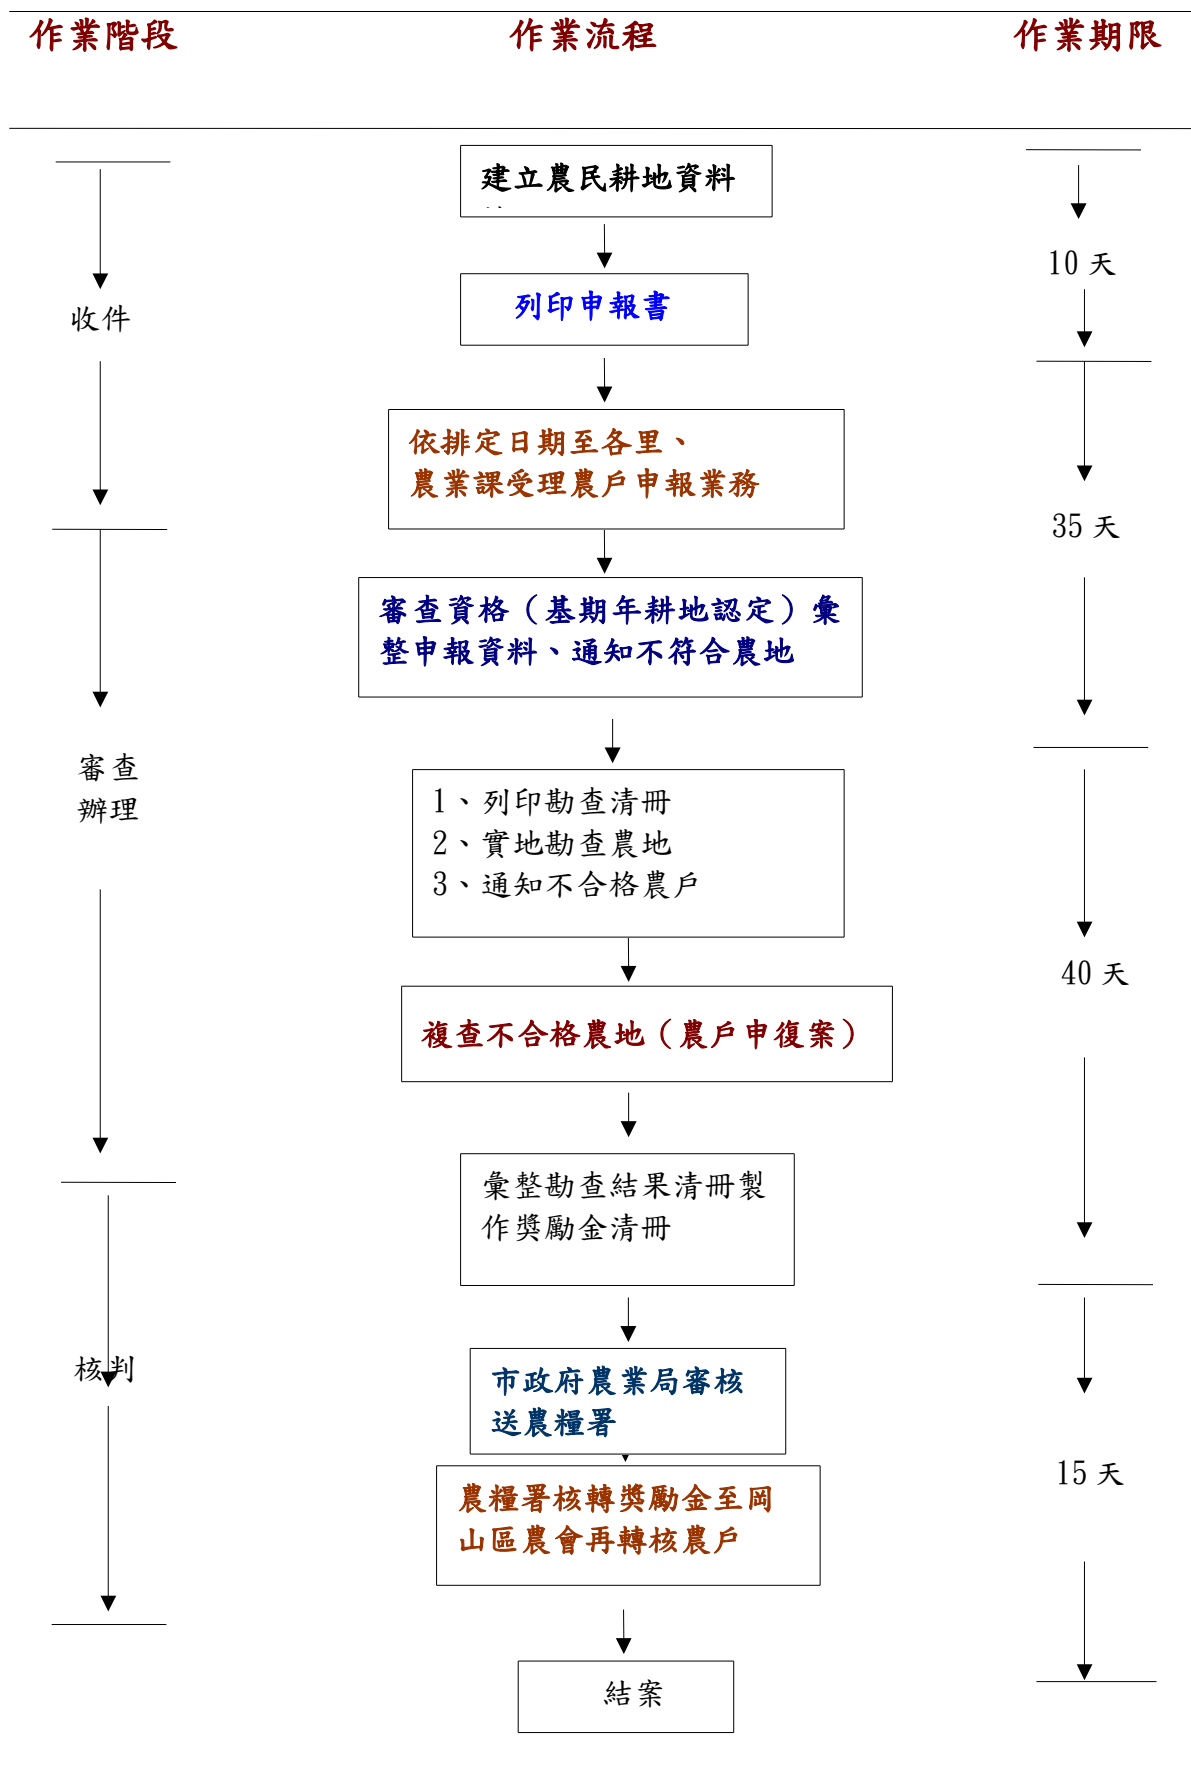 作業階段 作業流程 作業期限
建立農民耕地資料
10 天
列印申報書
收件
依排定日期至各里、
農業課受理農戶申報業務
35 天
審查資格（基期年耕地認定）彙
整申報資料、通知不符合農地
審查
辦理
1、列印勘查清冊
2、實地勘查農地
3、通知不合格農戶
40 天
複查不合格農地（農戶申復案）
彙整勘查結果清冊製
作獎勵金清冊
核判
市政府農業局審核
送農糧署
15 天
農糧署核轉獎勵金至岡
山區農會再轉核農戶
結案